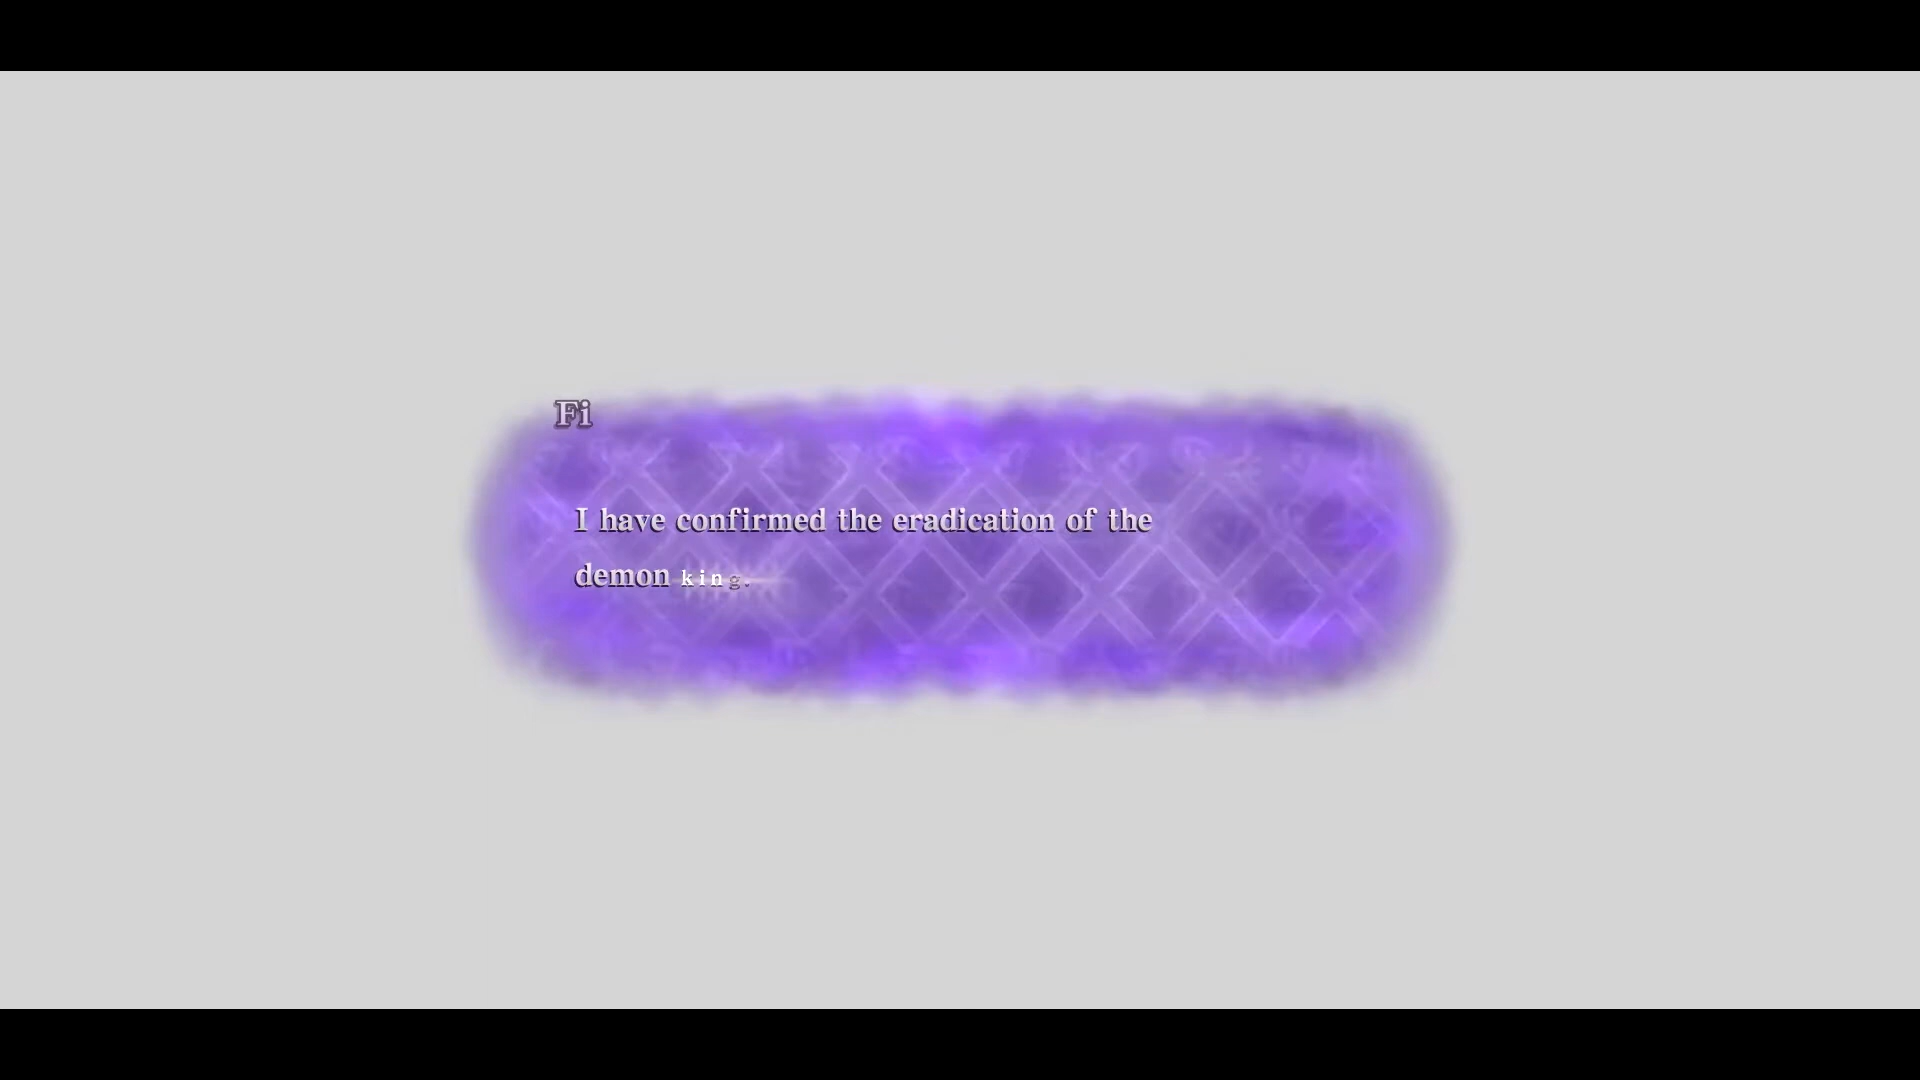 Fi
I have confirmed the eradication of the
demon king.